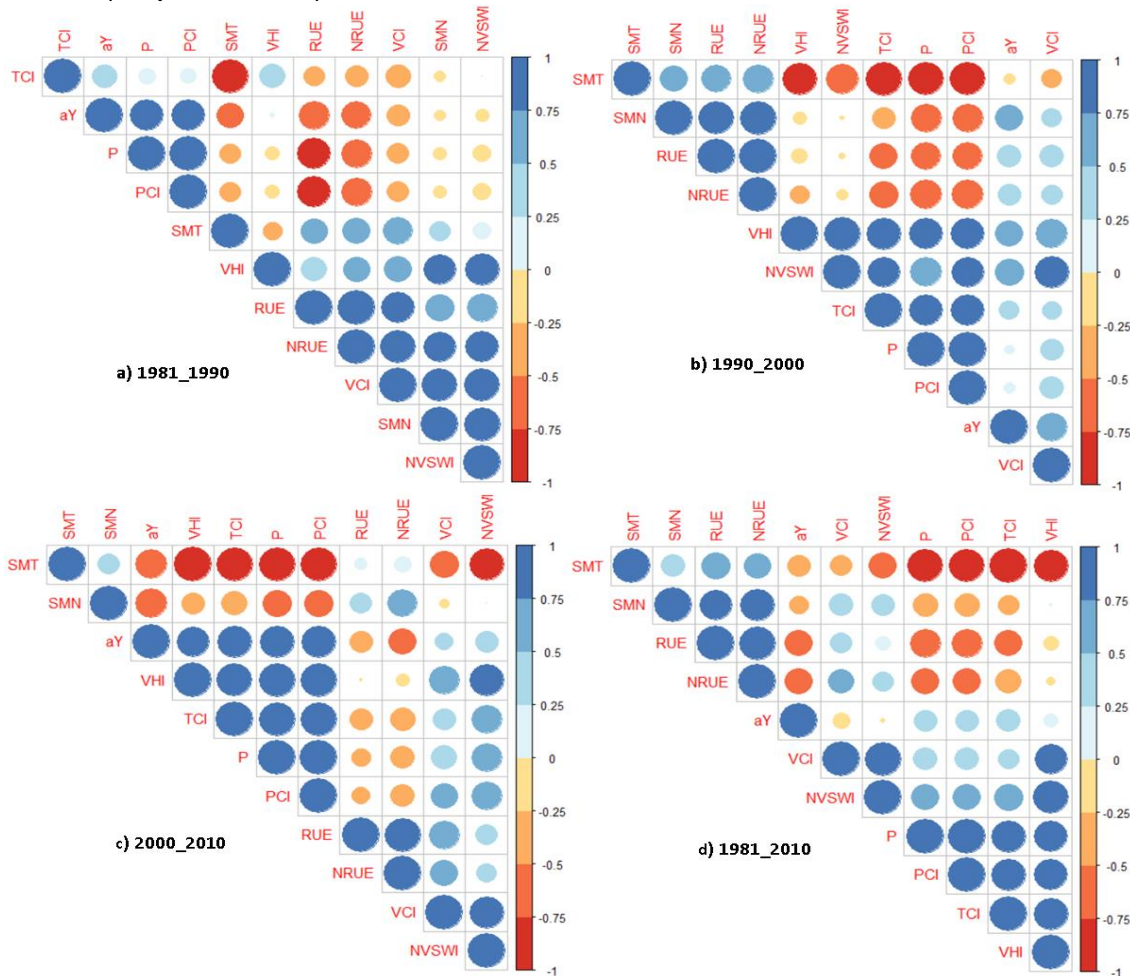 TCI aY P PCI SMT VHI RUE NRUE VCI SMN NVSWI
TCI
aY
P
PCI
SMT
VHI
RUE
NRUE
VCI
SMN
NVSWI
a) 1981_1990
1
0.75
0.5
0.25
0
-0.25
-0.5
-0.75
-1
SMT SMN RUE NRUE VHI NVSWI TCI P PCI aY VCI
SMT
SMN
RUE
NRUE
VHI
NVSWI
TCI
P
PCI
aY
VCI
b) 1990_2000
1
0.75
0.5
0.25
0
-0.25
-0.5
-0.75
-1
SMT SMN aY VHI TCI P PCI RUE NRUE VCI NVSWI
SMT
SMN
aY
VHI
TCI
P
PCI
RUE
NRUE
VCI
NVSWI
c) 2000_2010
1
0.75
0.5
0.25
0
-0.25
-0.5
-0.75
-1
SMT SMN RUE NRUE aY VCI NVSWI P PCI TCI VHI
SMT
SMN
RUE
NRUE
aY
VCI
NVSWI
P
PCI
TCI
VHI
d) 1981_2010
1
0.75
0.5
0.25
0
-0.25
-0.5
-0.75
-1